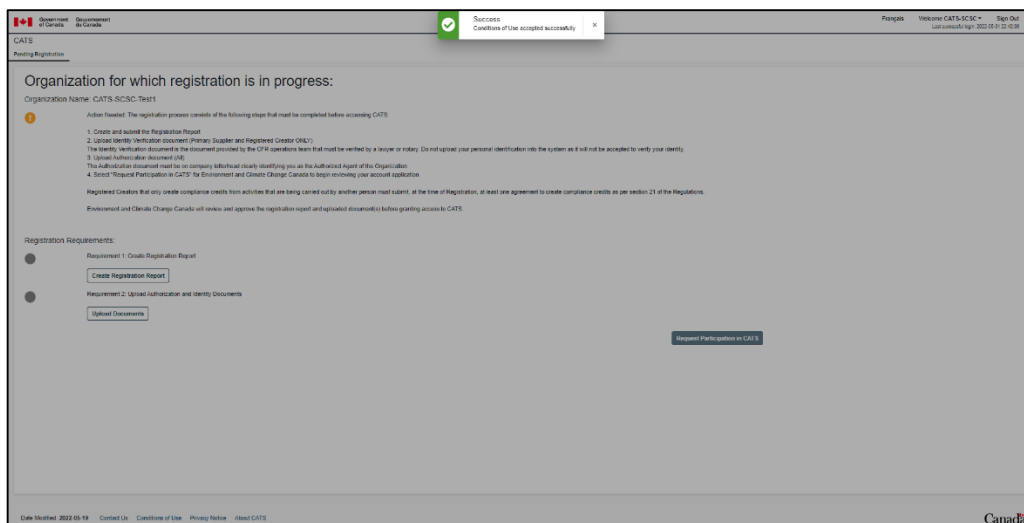 Government of Canada
Gouvernement du Canada
Success
Conditions of Use accepted successfully
×
Français
Welcome CATS-SCSC
Sign Out
Last successful login: 2022-05-31 22:42:06
CATS
Pending Registration
Organization for which registration is in progress:
Organization Name: CATS-SCSC-Test1
Action Needed: The registration process consists of the following steps that must be completed before accessing CATS:
1. Create and submit the Registration Report
2. Upload Identity Verification document (Primary Supplier and Registered Creator ONLY)
The Identity Verification document is the document provided by the CFR operations team that must be verified by a lawyer or notary. Do not upload your personal identification into the system as it will not be accepted to verify your identity.
3. Upload Authorization document (All)
The Authorization document must be on company letterhead clearly identifying you as the Authorized Agent of the Organization.
4. Select "Request Participation in CATS" for Environment and Climate Change Canada to begin reviewing your account application
Registered Creators that only create compliance credits from activities that are being carried out by another person must submit, at the time of Registration, at least one agreement to create compliance credits as per section 21 of the Regulations.
Environment and Climate Change Canada will review and approve the registration report and uploaded document(s) before granting access to CATS.
Registration Requirements:
Requirement 1: Create Registration Report
Create Registration Report
Requirement 2: Upload Authorization and Identity Documents
Upload Documents
Request Participation in CATS
Date Modified 2022-05-19 Contact Us Conditions of Use Privacy Notice About CATS
Canada